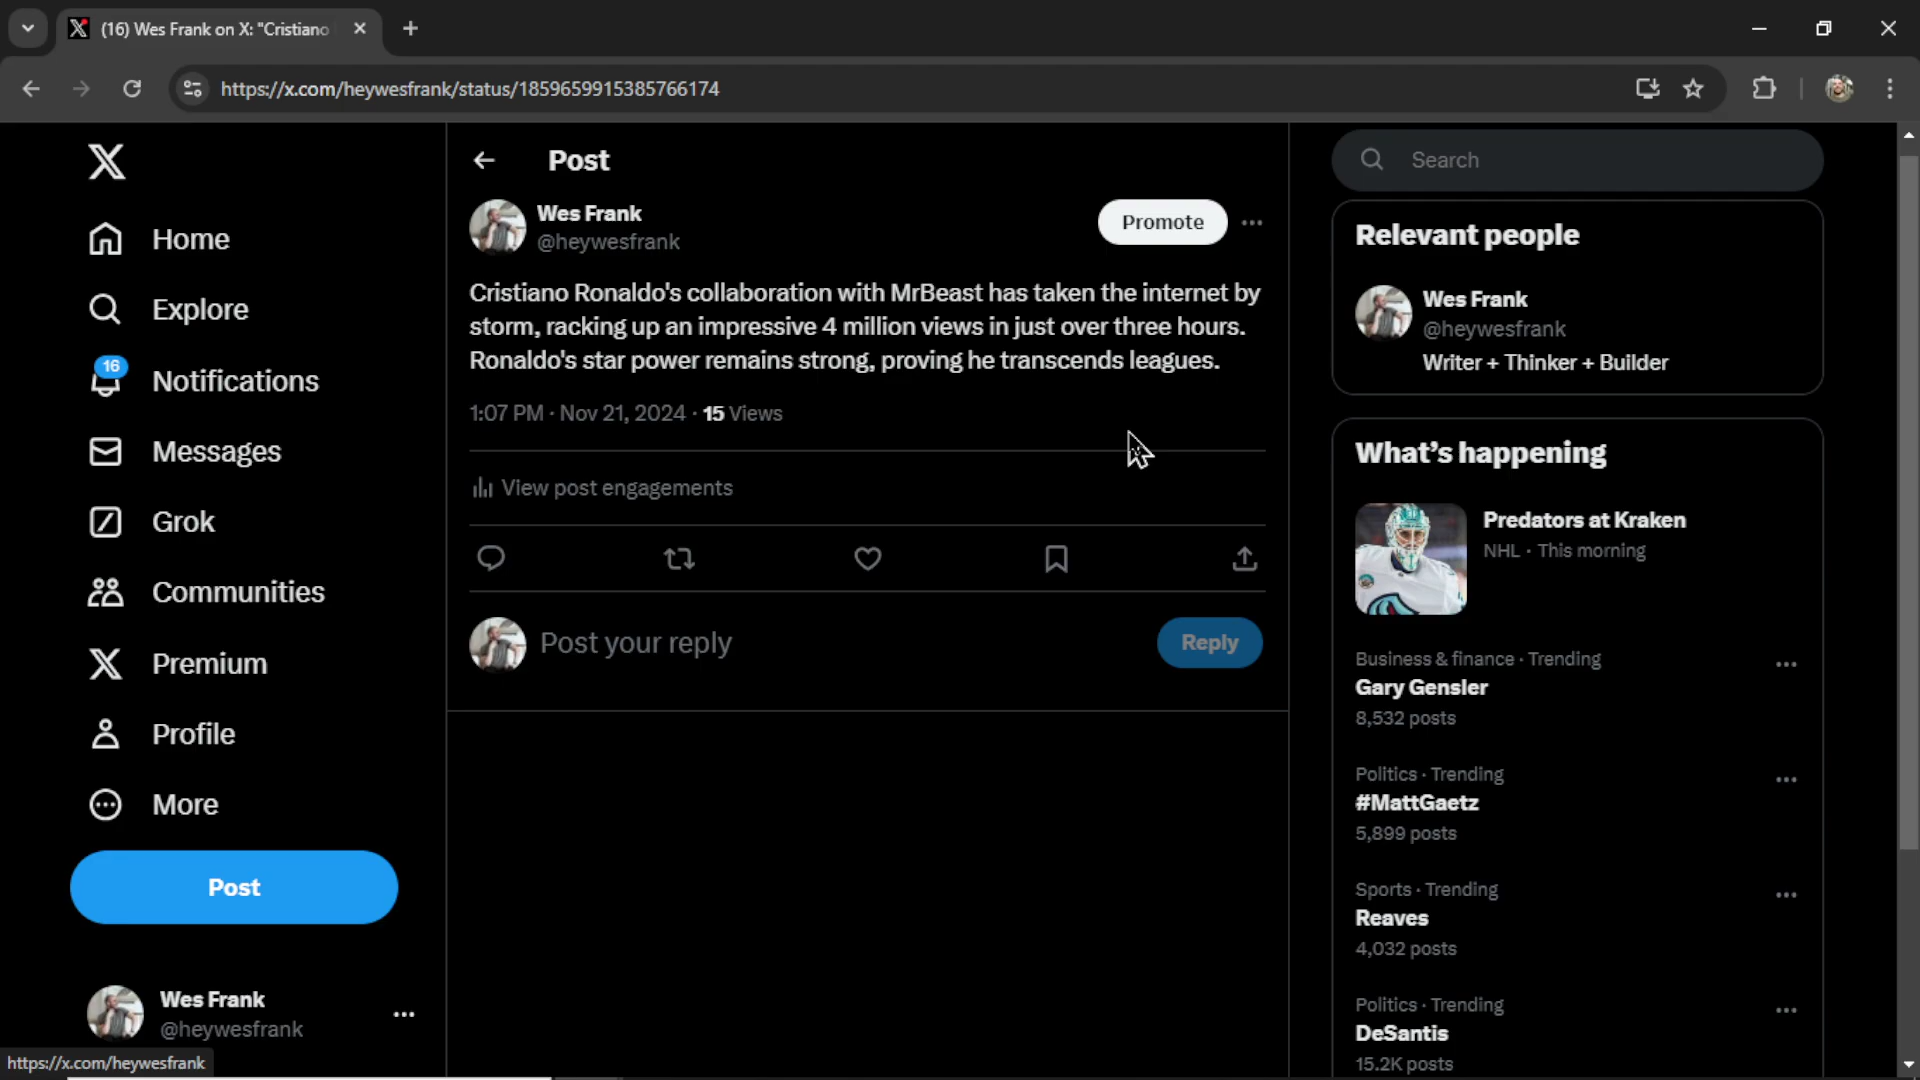 (16) Wes Frank on X: "Cristiano
https://x.com/heywesfrank/status/1859659915385766174
Home
Explore
16
Notifications
Messages
Grok
Communities
Premium
Profile
More
Post
Wes Frank
@heywesfrank
https://x.com/heywesfrank
Post
Wes Frank
@heywesfrank
Promote
Cristiano Ronaldo's collaboration with MrBeast has taken the internet by
storm, racking up an impressive 4 million views in just over three hours.
Ronaldo's star power remains strong, proving he transcends leagues.
1:07 PM · Nov 21, 2024 · 15 Views
View post engagements
Post your reply
Reply
Search
Relevant people
Wes Frank
@heywesfrank
Writer + Thinker + Builder
What's happening
Predators at Kraken
NHL · This morning
Business & finance · Trending
Gary Gensler
8,532 posts
Politics · Trending
#MattGaetz
5,899 posts
Sports · Trending
Reaves
4,032 posts
Politics · Trending
DeSantis
15.2K posts